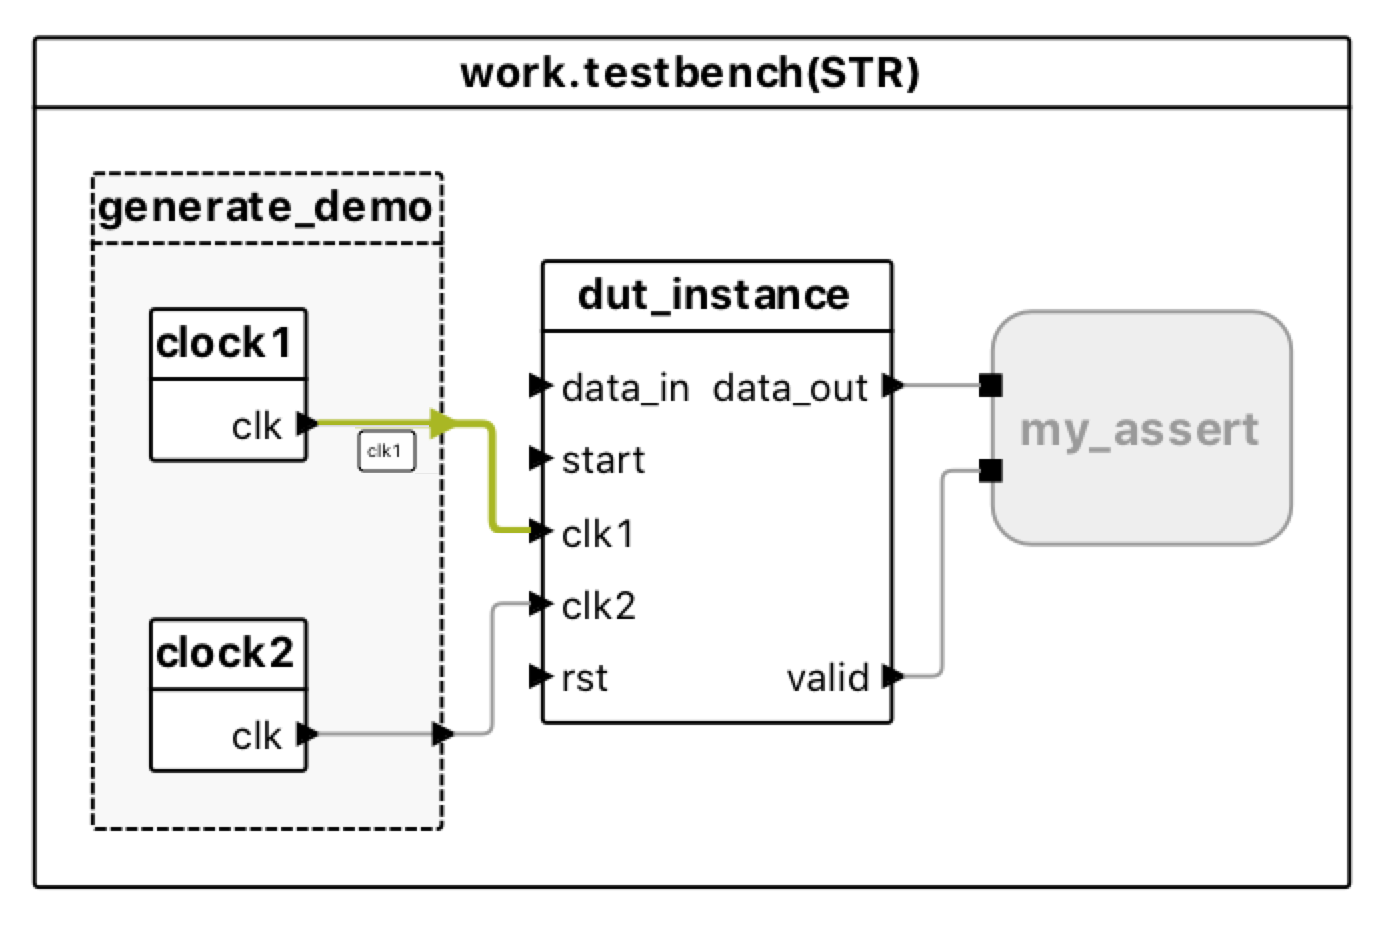 work.testbench(STR)
generate_demo
clock1
clk
clk1
clock2
clk
dut_instance
data_in data_out
start
clk1
clk2
rst valid
my_assert